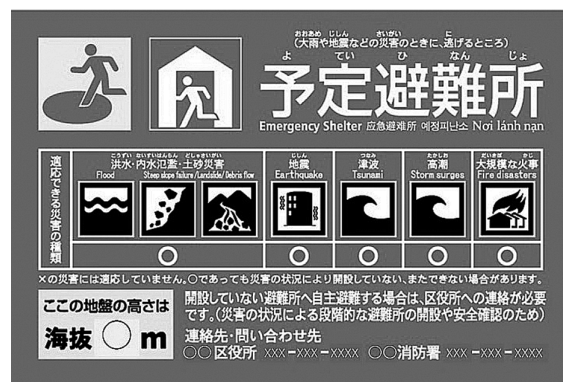 (大雨や地震などの災害のときに、逃げるところ)
おおあめ じしん さいがい に
よ てい ひ なん じょ
予定避難所
Emergency Shelter 应急避难所 예정피난소 Nơi lánh nạn
適応できる災害の種類
こうずい ないすいはんらん どしゃさいがい
洪水・内水氾濫・土砂災害
Flood Steep slope failure/Landslide/Debris flow
じしん
地震
Earthquake
つなみ
津波
Tsunami
たかしお
高潮
Storm surges
だいきぼ かじ
大規模な火事
Fire disasters
○ ○ ○ ○ ○
×の災害には適応していません。○であっても災害の状況により開設していない、またできない場合があります。
ここの地盤の高さは
海抜 ○ m
開設していない避難所へ自主避難する場合は、区役所への連絡が必要
です。(災害の状況による段階的な避難所の開設や安全確認のため)
連絡先・問い合わせ先
○○区役所 xxx-xxx-xxxx ○○消防署 xxx-xxx-xxxx